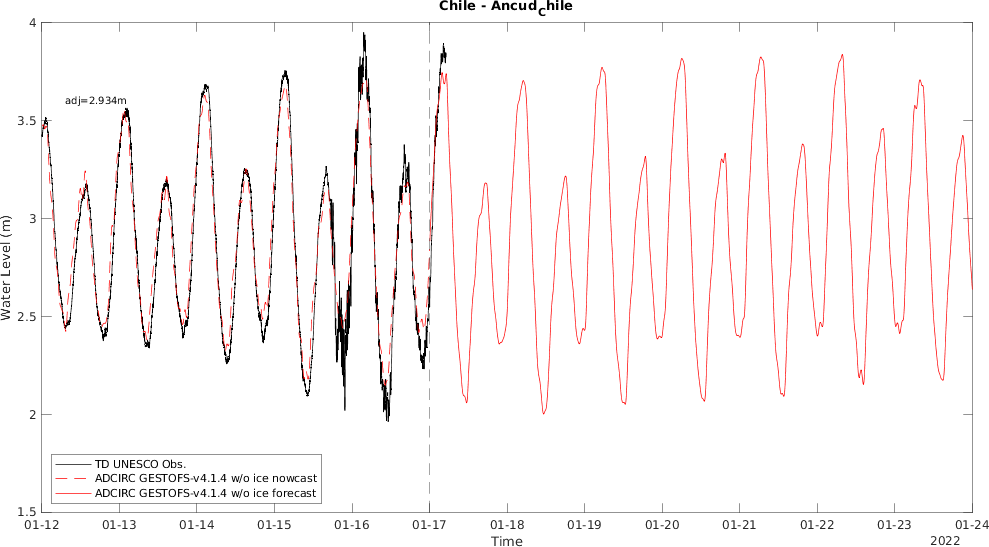 Chile - Ancud_Chile
adj=2.934m
4
3.5
3
2.5
2
1.5
Water Level (m)
TD UNESCO Obs.
ADCIRC GESTOFS-v4.1.4 w/o ice nowcast
ADCIRC GESTOFS-v4.1.4 w/o ice forecast
01-12 01-13 01-14 01-15 01-16 01-17 01-18 01-19 01-20 01-21 01-22 01-23 01-24
Time
2022